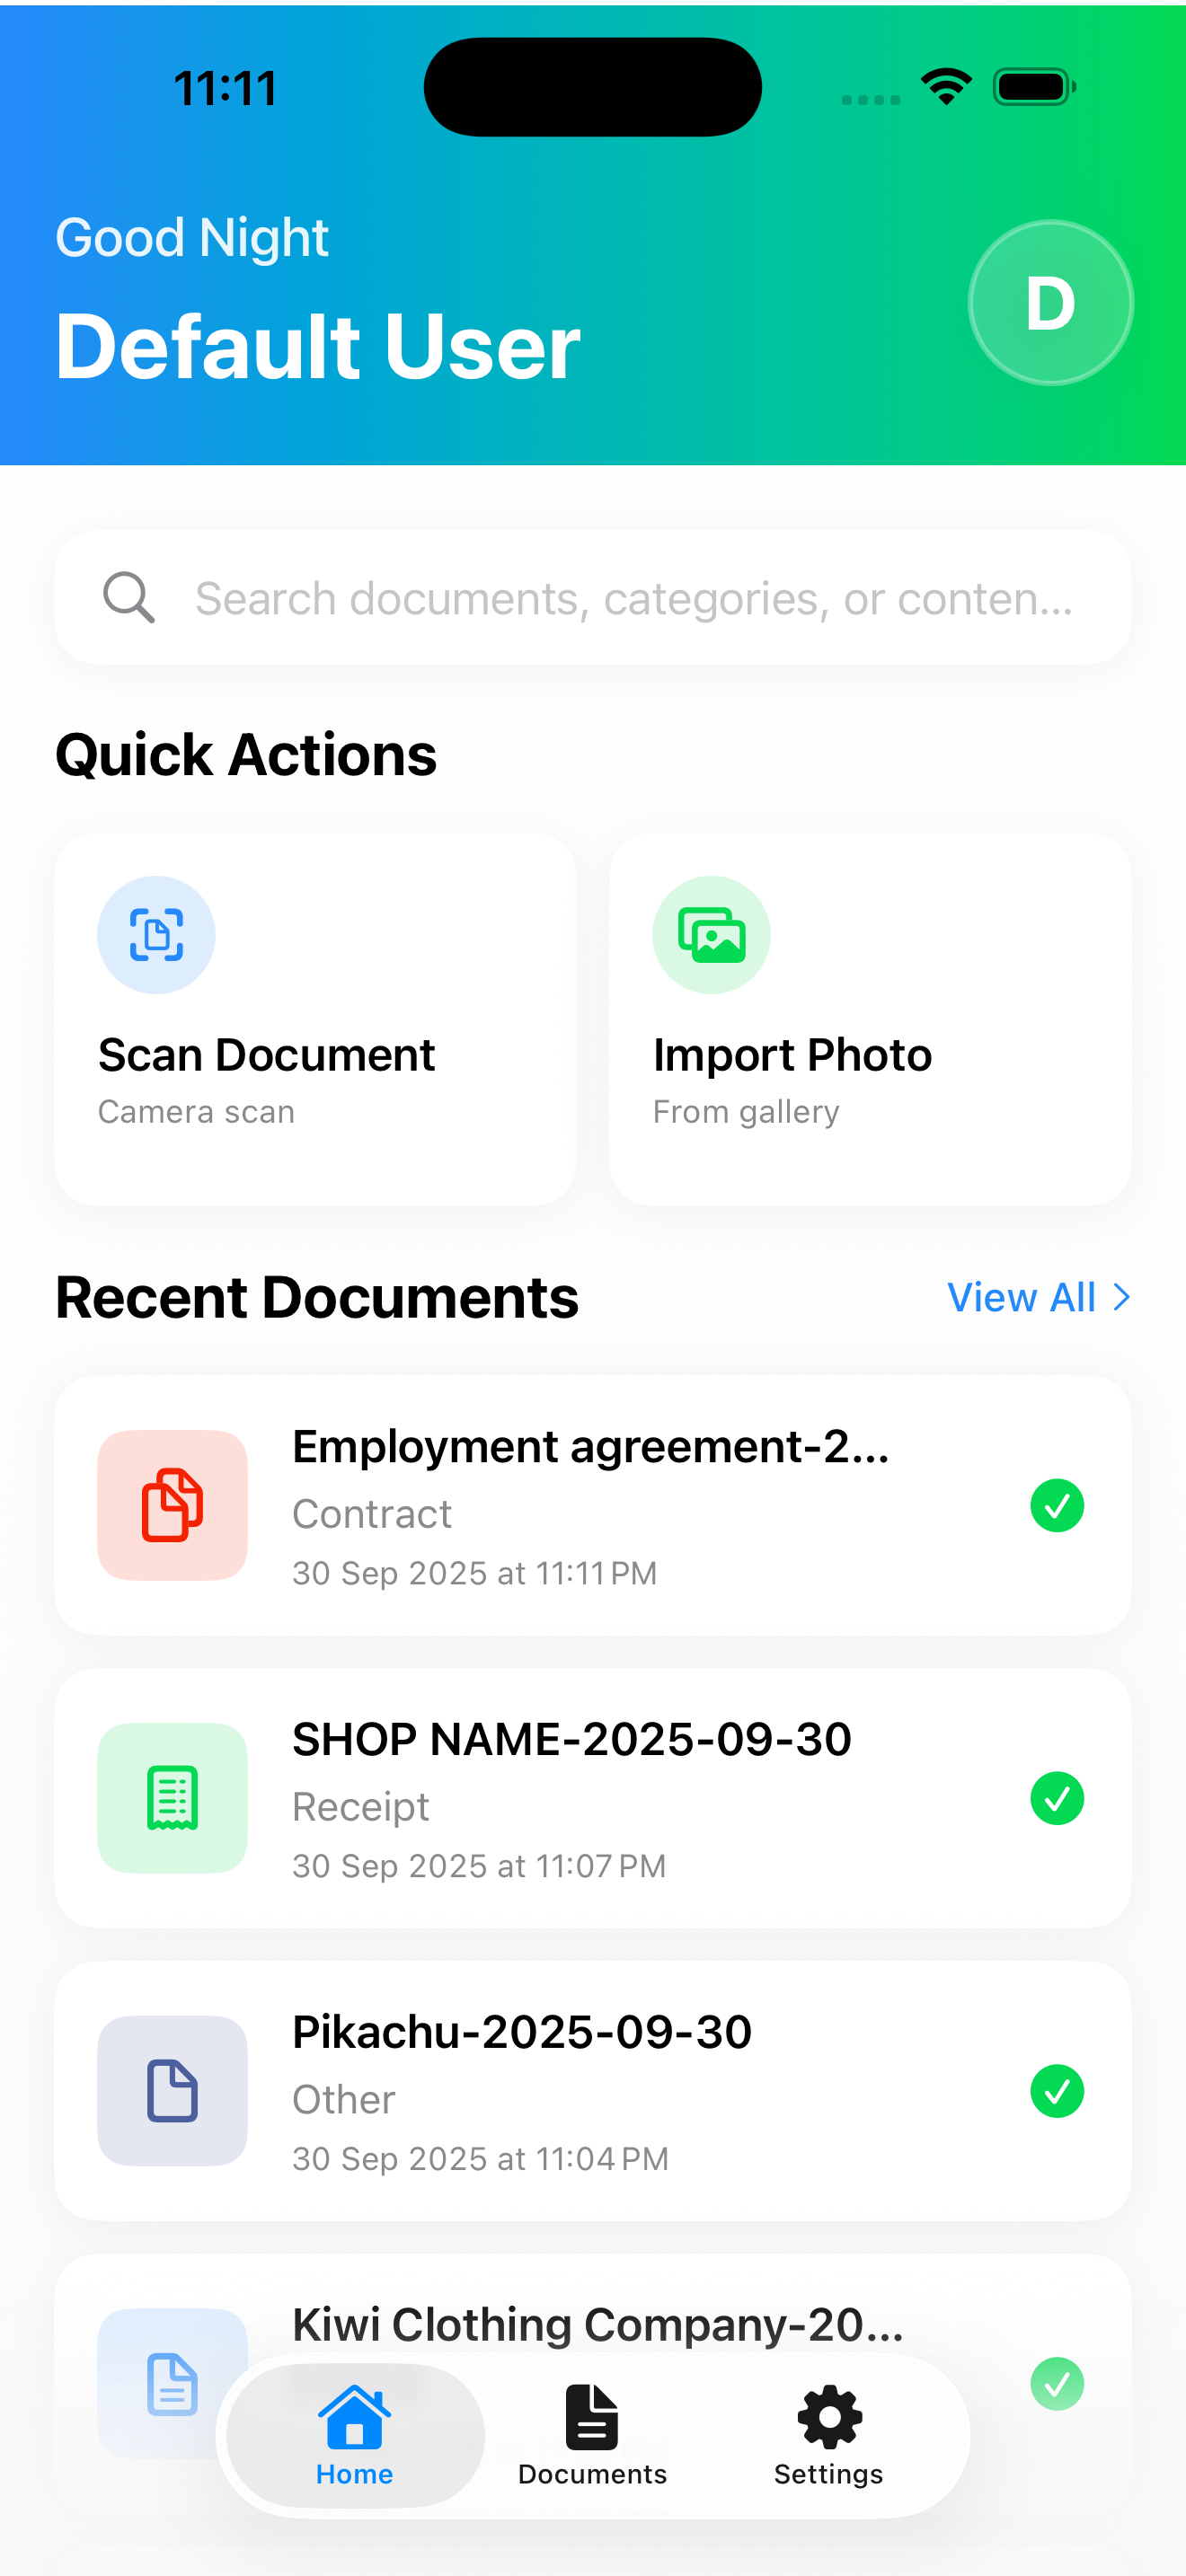 11:11
Good Night
Default User
D
Search documents, categories, or conten...
Quick Actions
Scan Document
Camera scan
Import Photo
From gallery
Recent Documents
View All
Employment agreement-2...
Contract
30 Sep 2025 at 11:11 PM
SHOP NAME-2025-09-30
Receipt
30 Sep 2025 at 11:07 PM
Pikachu-2025-09-30
Other
30 Sep 2025 at 11:04 PM
Kiwi Clothing Company-20...
Home
Documents
Settings